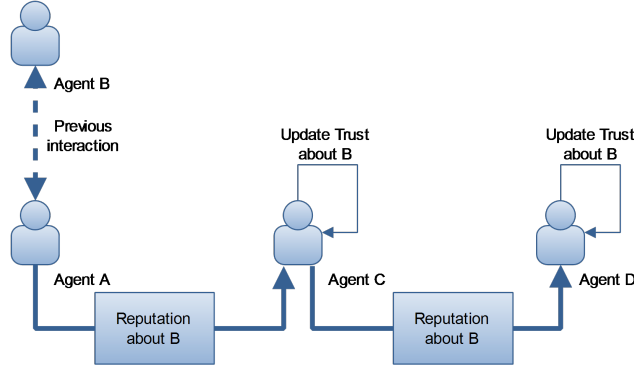 Agent B
Previous
interaction
Update Trust
about B
Update Trust
about B
Agent A
Agent C
Agent D
Reputation
about B
Reputation
about B